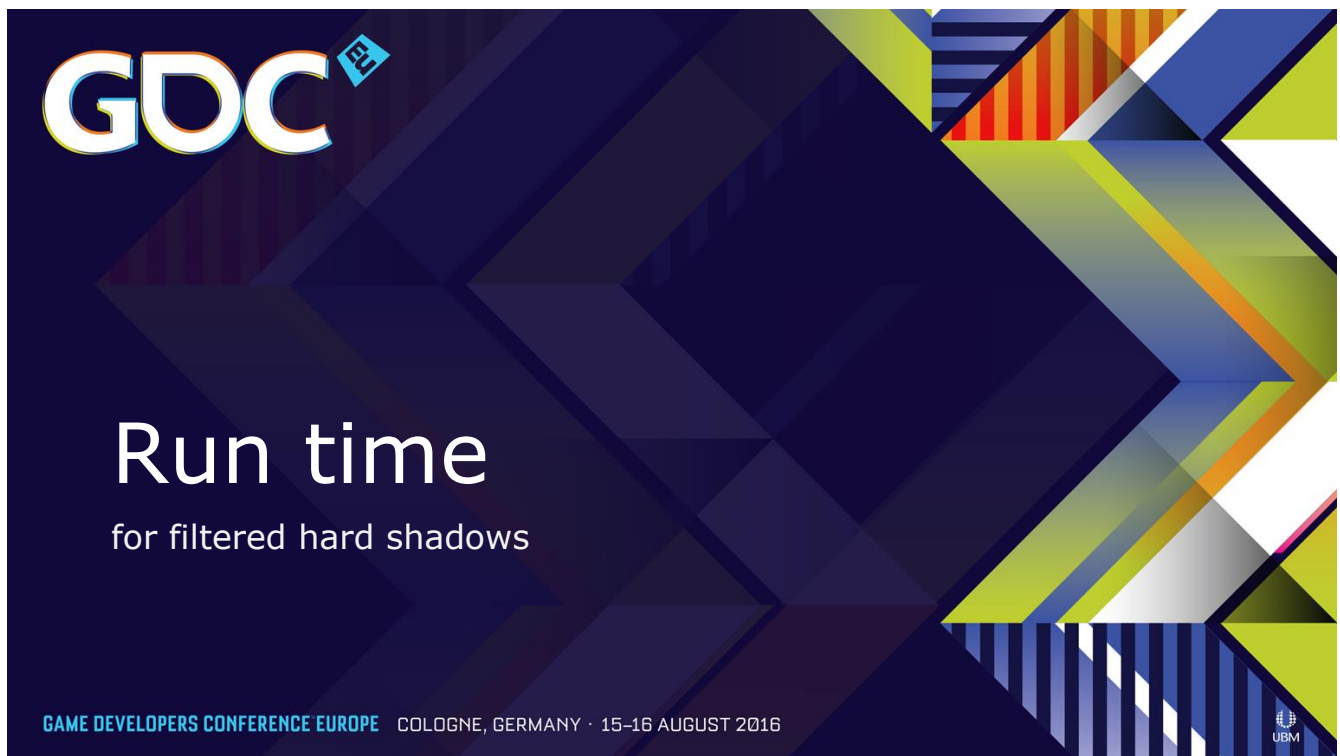 GDC EU
Run time
for filtered hard shadows
GAME DEVELOPERS CONFERENCE EUROPE COLOGNE, GERMANY · 15–16 AUGUST 2016
UBM